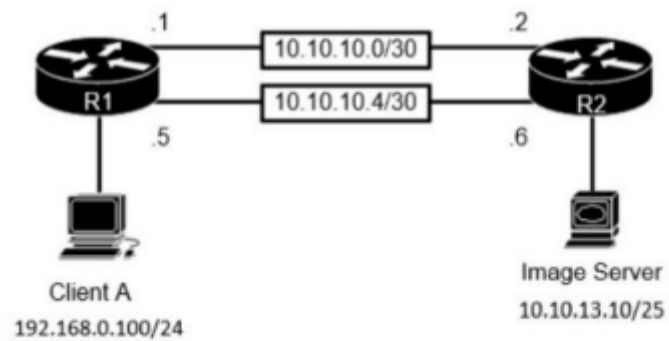 .1
10.10.10.0/30
.2
R1
10.10.10.4/30
R2
.5
.6
Client A
192.168.0.100/24
Image Server
10.10.13.10/25